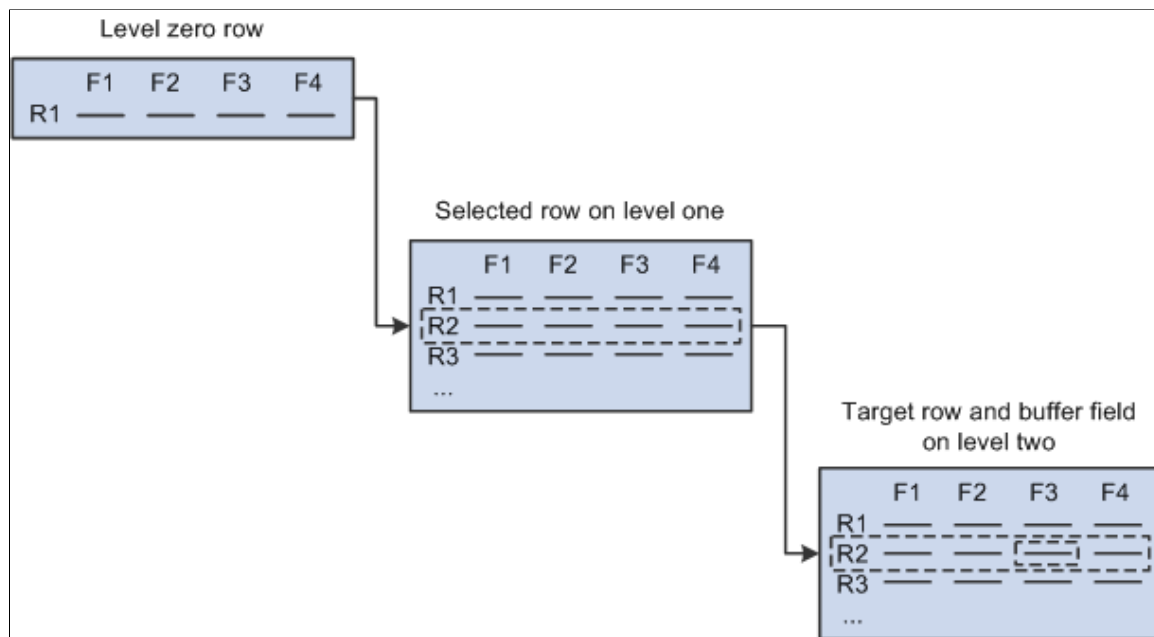 Level zero row
F1 F2 F3 F4
R1
Selected row on level one
F1 F2 F3 F4
R1
R2
R3
...
Target row and buffer field
on level two
F1 F2 F3 F4
R1
R2
R3
...